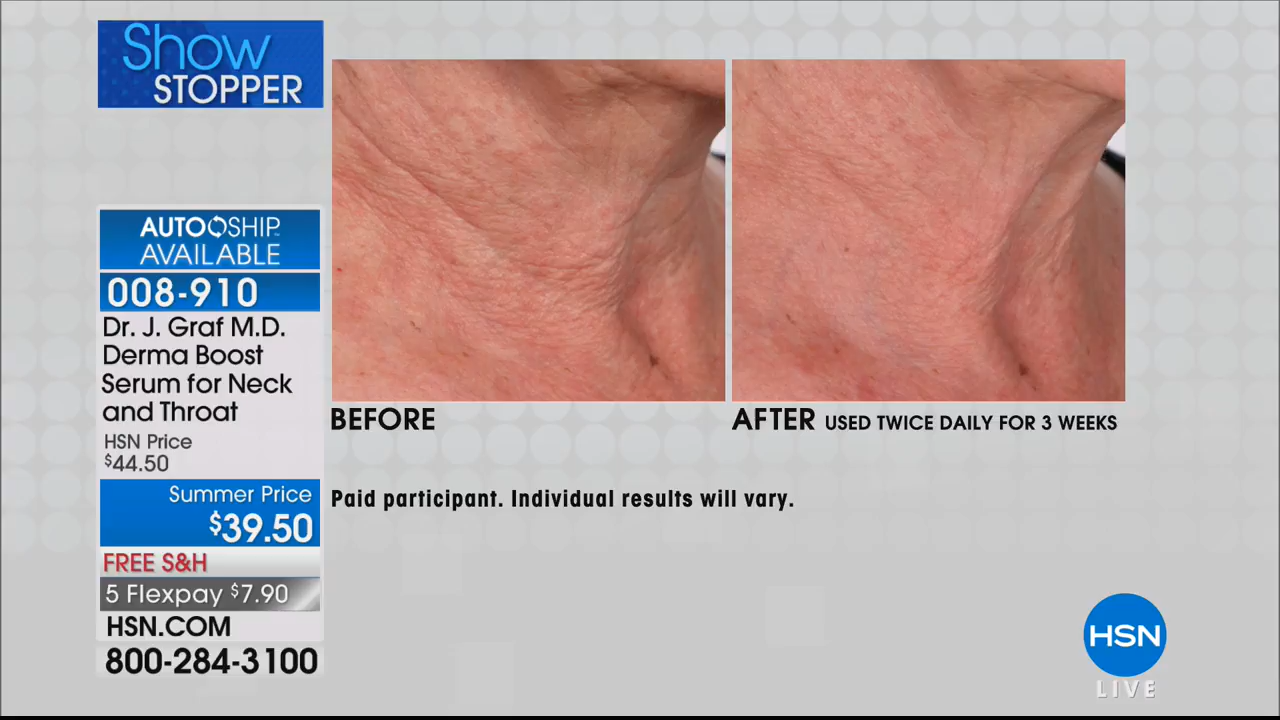 Show
STOPPER
AUTOSHIP
AVAILABLE
008-910
Dr. J. Graf M.D.
Derma Boost
Serum for Neck
and Throat
HSN Price
$44.50
Summer Price
$39.50
FREE S&H
5 Flexpay $7.90
HSN.COM
800-284-3100
BEFORE
AFTER USED TWICE DAILY FOR 3 WEEKS
Paid participant. Individual results will vary.
HSN
LIVE